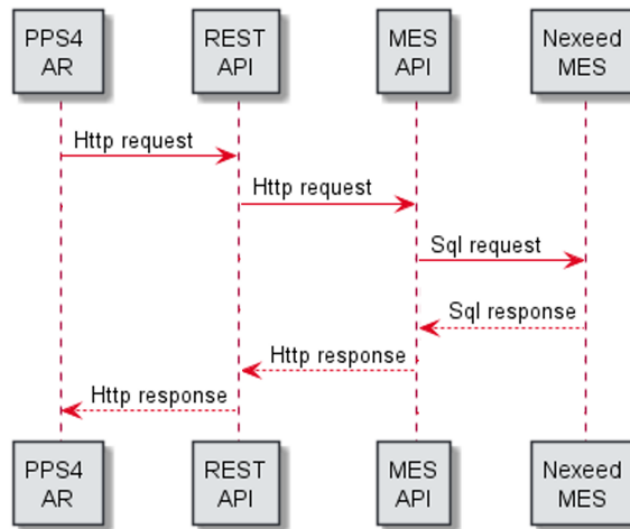 PPS4
AR
REST
API
MES
API
Nexeed
MES
Http request
Http request
Sql request
Sql response
Http response
Http response
PPS4
AR
REST
API
MES
API
Nexeed
MES